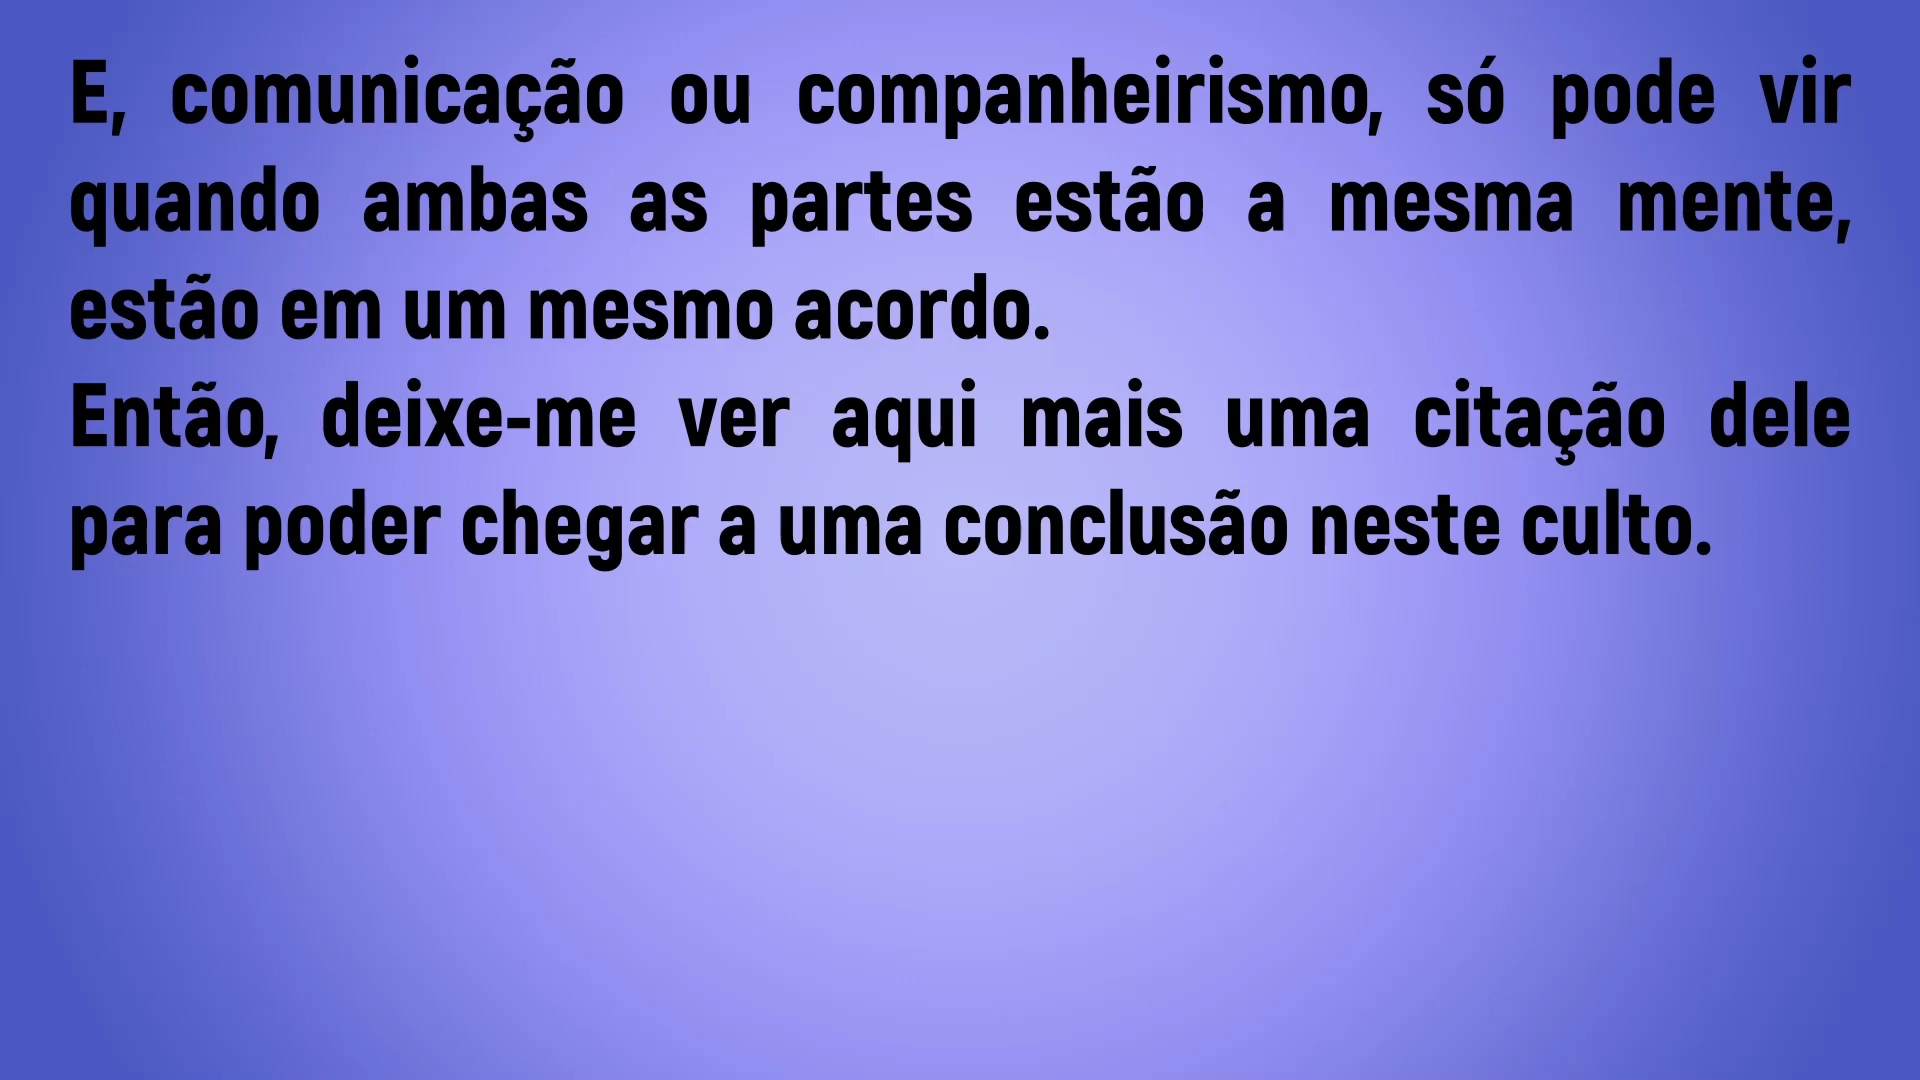 E, comunicação ou companheirismo, só pode vir
quando ambas as partes estão a mesma mente,
estão em um mesmo acordo.
Então, deixe-me ver aqui mais uma citação dele
para poder chegar a uma conclusão neste culto.